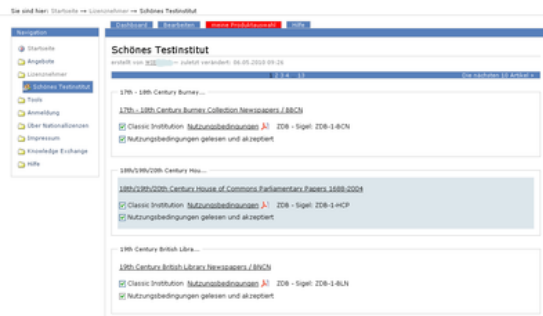 Sie sind hier: Startseite → Lizenznehmer → Schönes Testinstitut
Dashboard Bearbeiten meine Produktauswahl Hilfe
Navigation
Startseite
Angebote
Lizenznehmer
Schönes Testinstitut
Tools
Anmeldung
Über Nationallizenzen
Impressum
Knowledge Exchange
Hilfe
Schönes Testinstitut
erstellt von — zuletzt verändert: 06.05.2010 09:26
1 2 3 4 ... 13 Die nächsten 10 Artikel »
17th - 18th Century Burney...
17th - 18th Century Burney Collection Newspapers / BBCN
Classic Institution Nutzungsbedingungen ZDB - Sigel: ZDB-1-BCN
Nutzungsbedingungen gelesen und akzeptiert
18th/19th/20th Century Hou...
18th/19th/20th Century House of Commons Parliamentary Papers 1688-2004
Classic Institution Nutzungsbedingungen ZDB - Sigel: ZDB-1-HCP
Nutzungsbedingungen gelesen und akzeptiert
19th Century British Libra...
19th Century British Library Newspapers / BNCN
Classic Institution Nutzungsbedingungen ZDB - Sigel: ZDB-1-BLN
Nutzungsbedingungen gelesen und akzeptiert